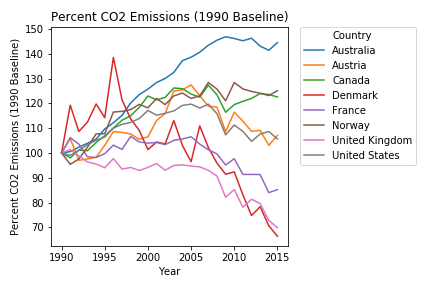 Percent CO2 Emissions (1990 Baseline)
Percent CO2 Emissions (1990 Baseline)
150
140
130
120
110
100
90
80
70
1990
1995
2000
2005
2010
2015
Year
Country
Australia
Austria
Canada
Denmark
France
Norway
United Kingdom
United States